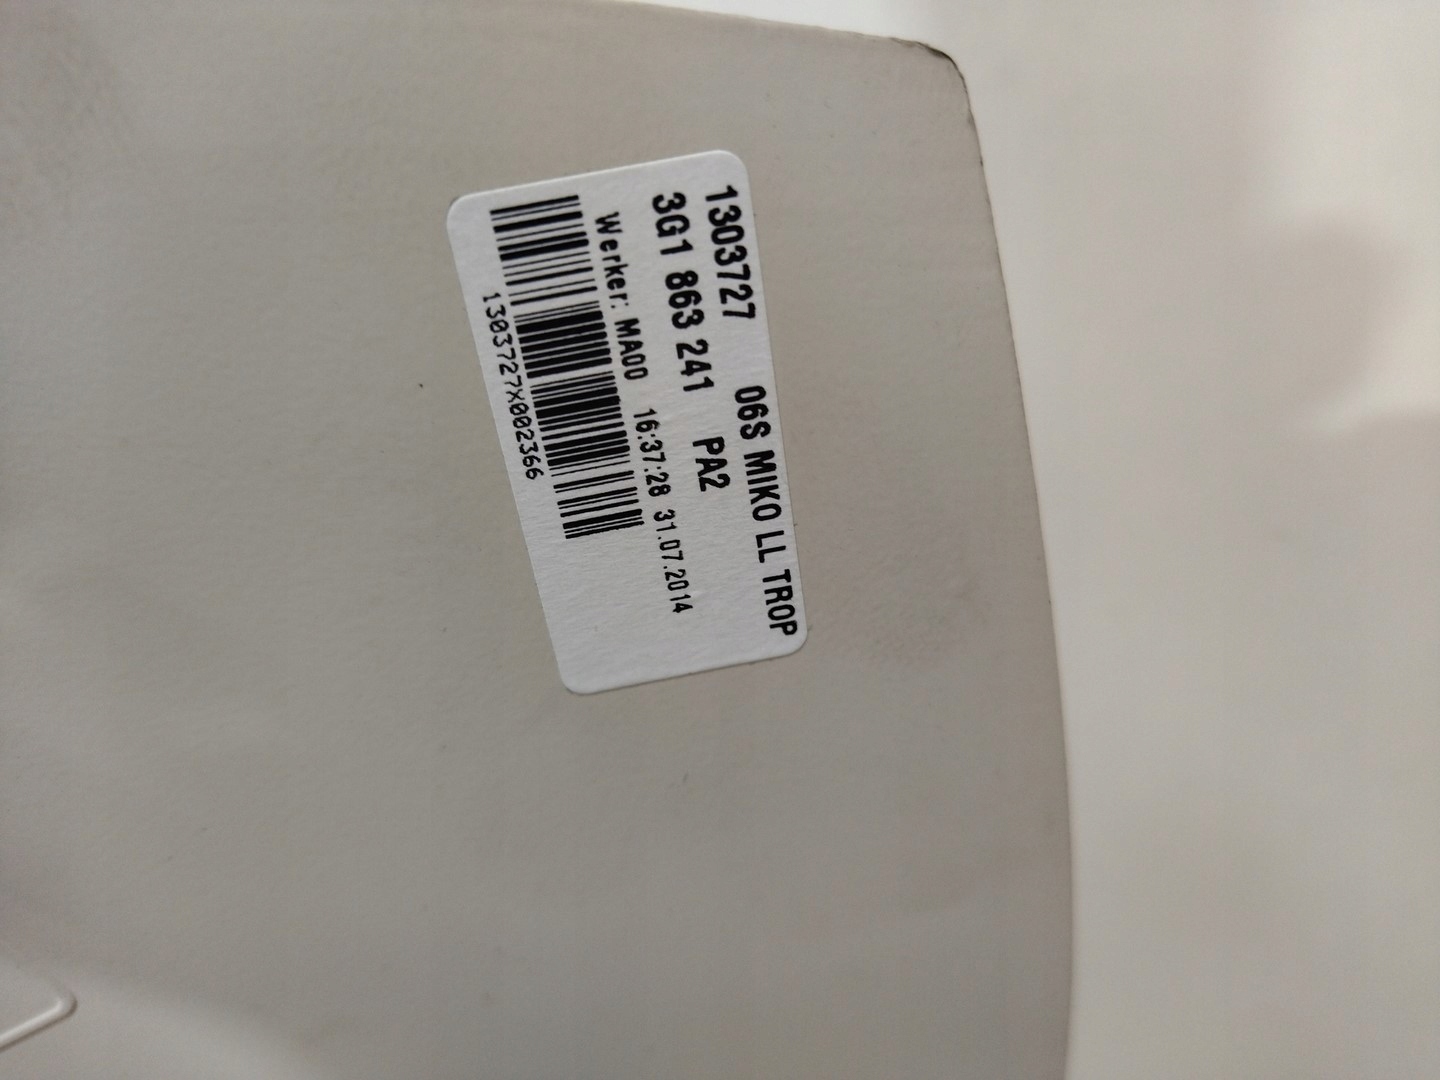 1303727 06S MIKO LL TROP
3G1 863 241 PA2
Werker: MA00 16:37:28 31.07.2014
1303727X002366